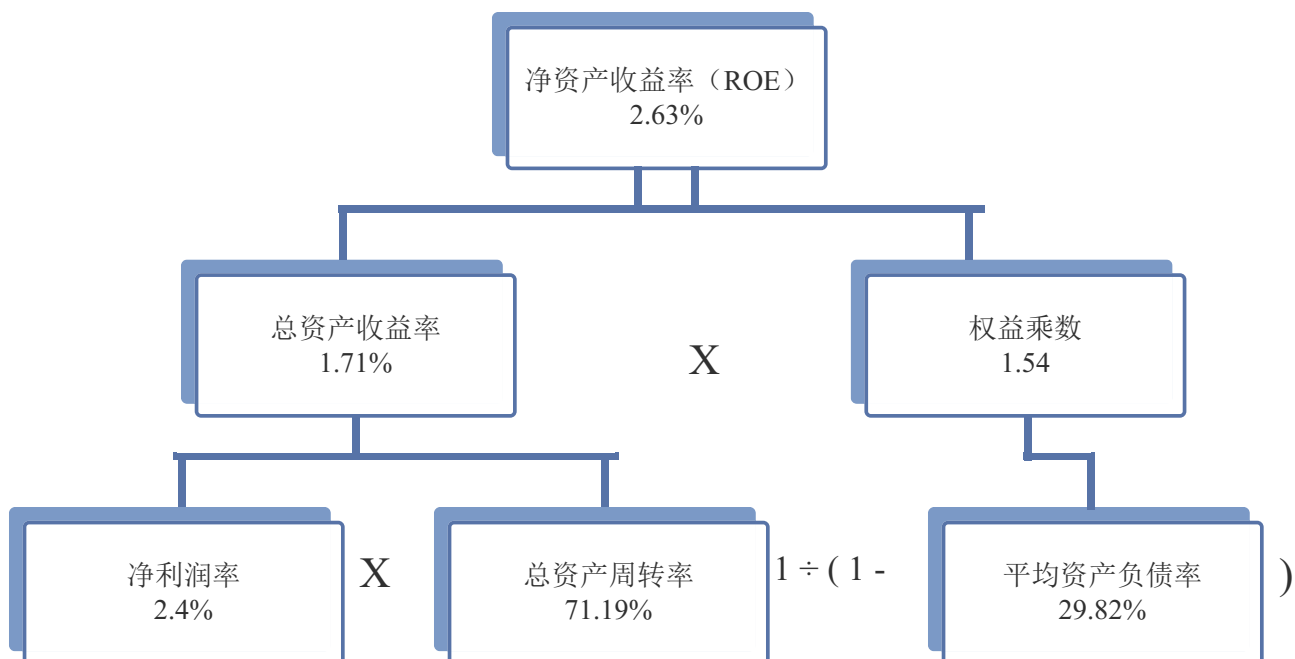 净资产收益率（ROE）
2.63%
总资产收益率
1.71%
X
权益乘数
1.54
净利润率
2.4%
X
总资产周转率
71.19%
1 ÷ ( 1 -
平均资产负债率
29.82%
)